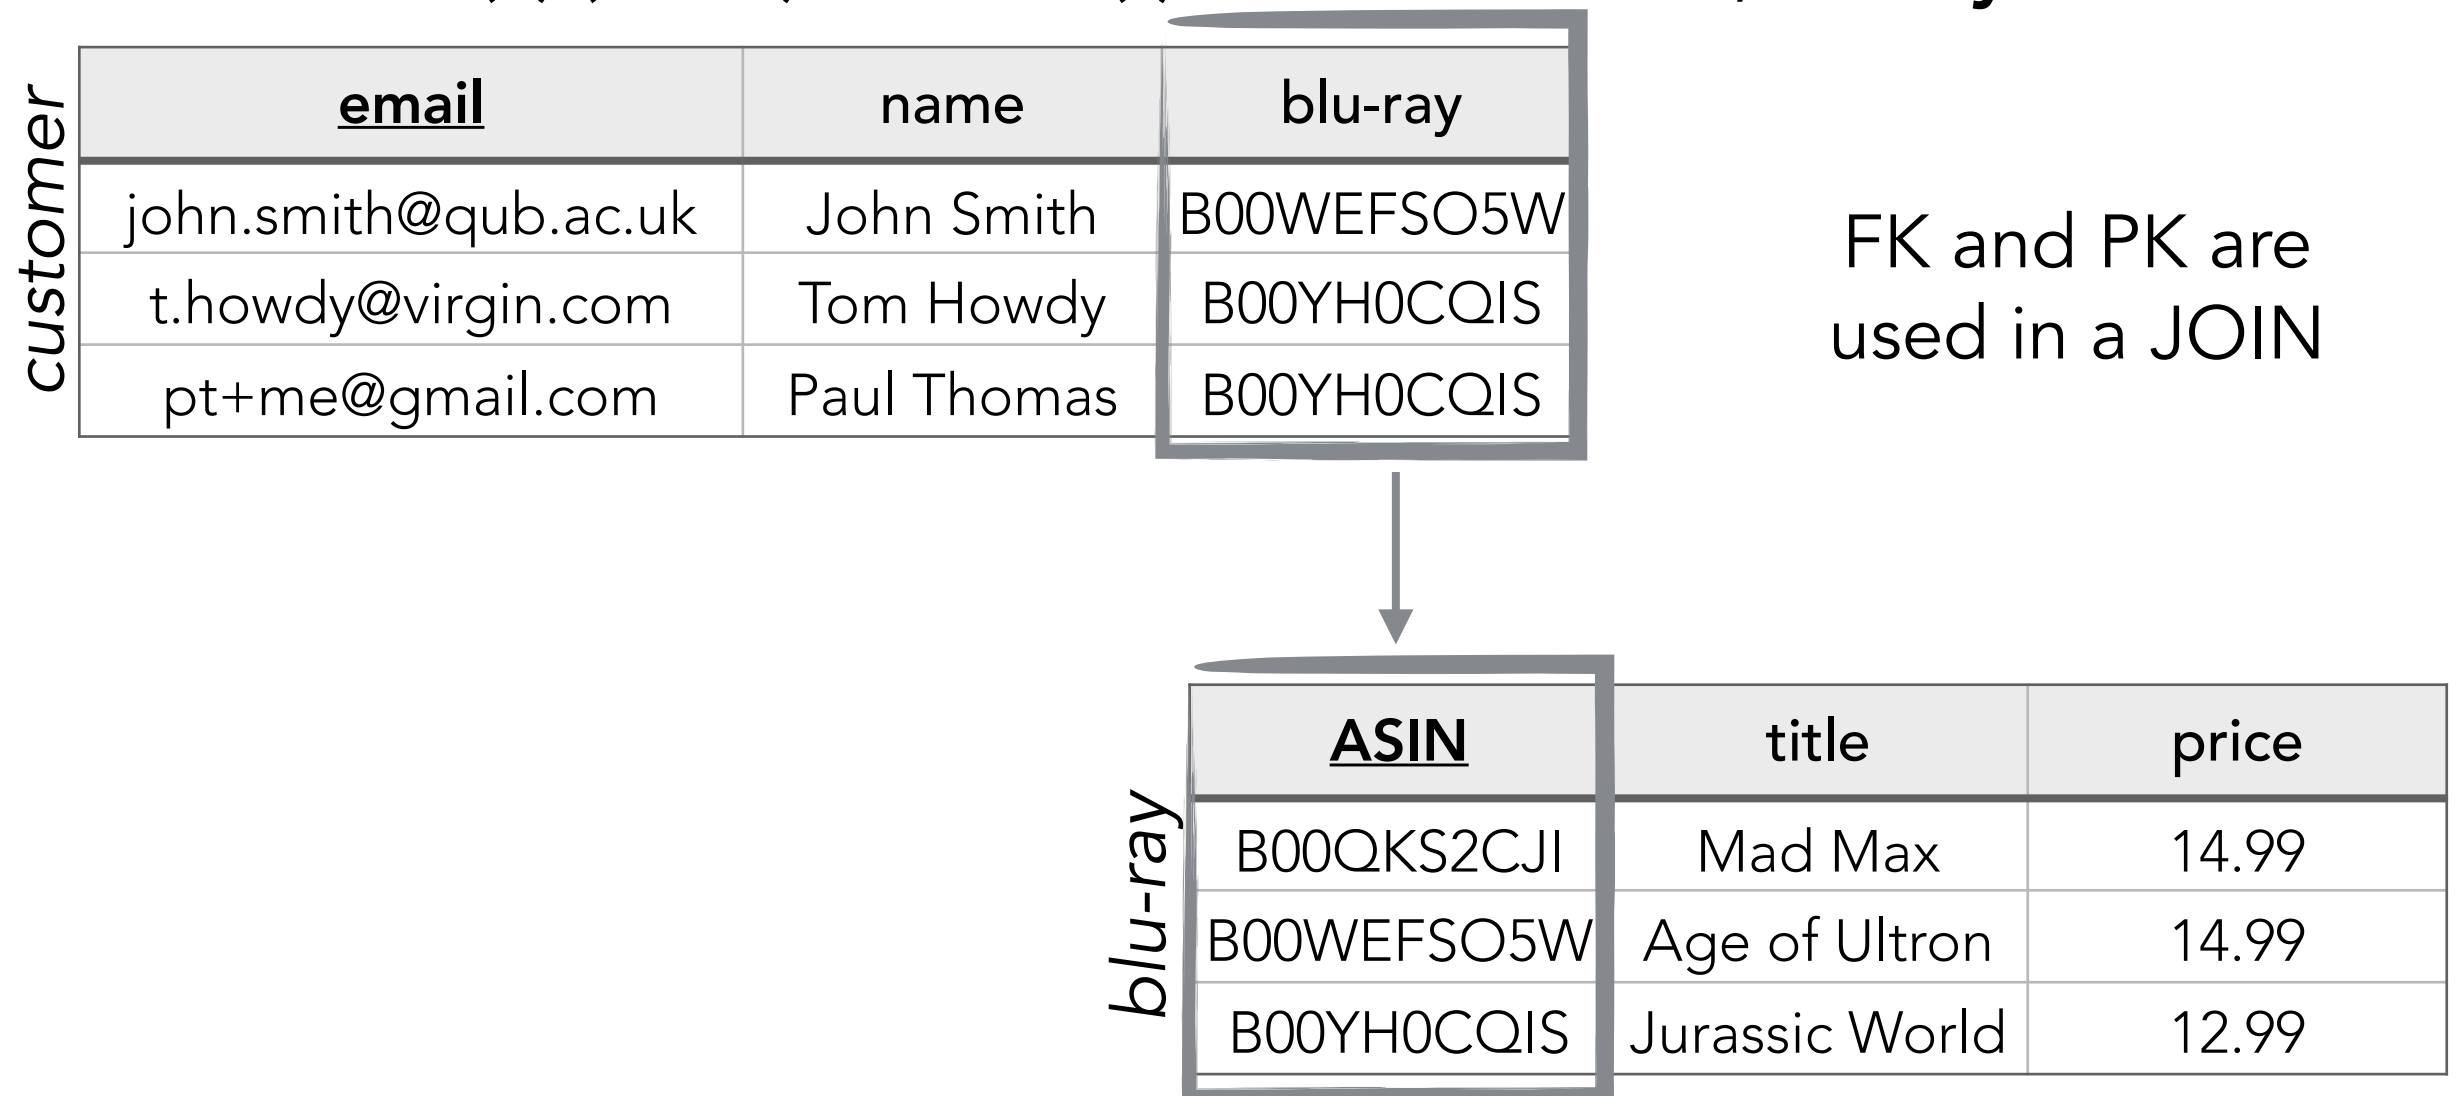 customer
email name blu-ray
john.smith@qub.ac.uk John Smith B00WEFSO5W
t.howdy@virgin.com Tom Howdy B00YH0CQIS
pt+me@gmail.com Paul Thomas B00YH0CQIS
FK and PK are
used in a JOIN
blu-ray
ASIN title price
B00QKS2CJI Mad Max 14.99
B00WEFSO5W Age of Ultron 14.99
B00YH0CQIS Jurassic World 12.99